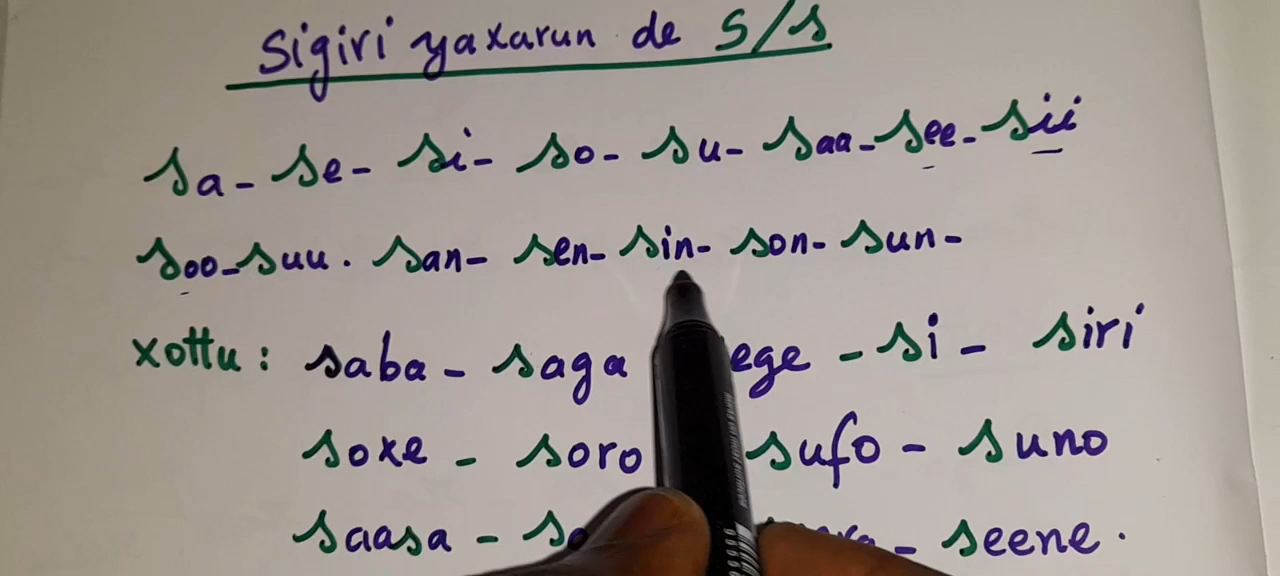 Sigiri yaxarun de S/s
sa - se - si - so - su - saa - see - sii
soo - suu. san - sen - sin - son - sun -
xottu: saba - saga ege - si - siri
soxe - soro sufo - suno
saasa - - seene.